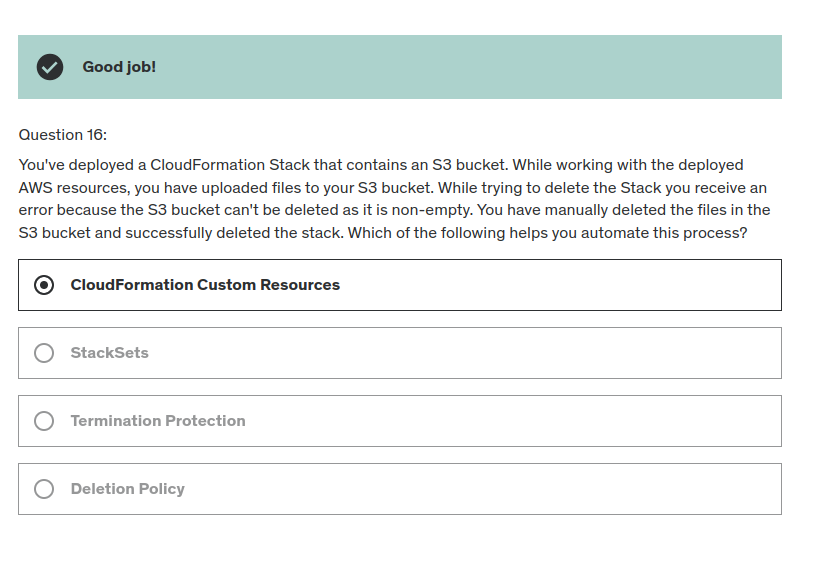 Good job!
Question 16:
You've deployed a CloudFormation Stack that contains an S3 bucket. While working with the deployed
AWS resources, you have uploaded files to your S3 bucket. While trying to delete the Stack you receive an
error because the S3 bucket can't be deleted as it is non-empty. You have manually deleted the files in the
S3 bucket and successfully deleted the stack. Which of the following helps you automate this process?
CloudFormation Custom Resources
StackSets
Termination Protection
Deletion Policy